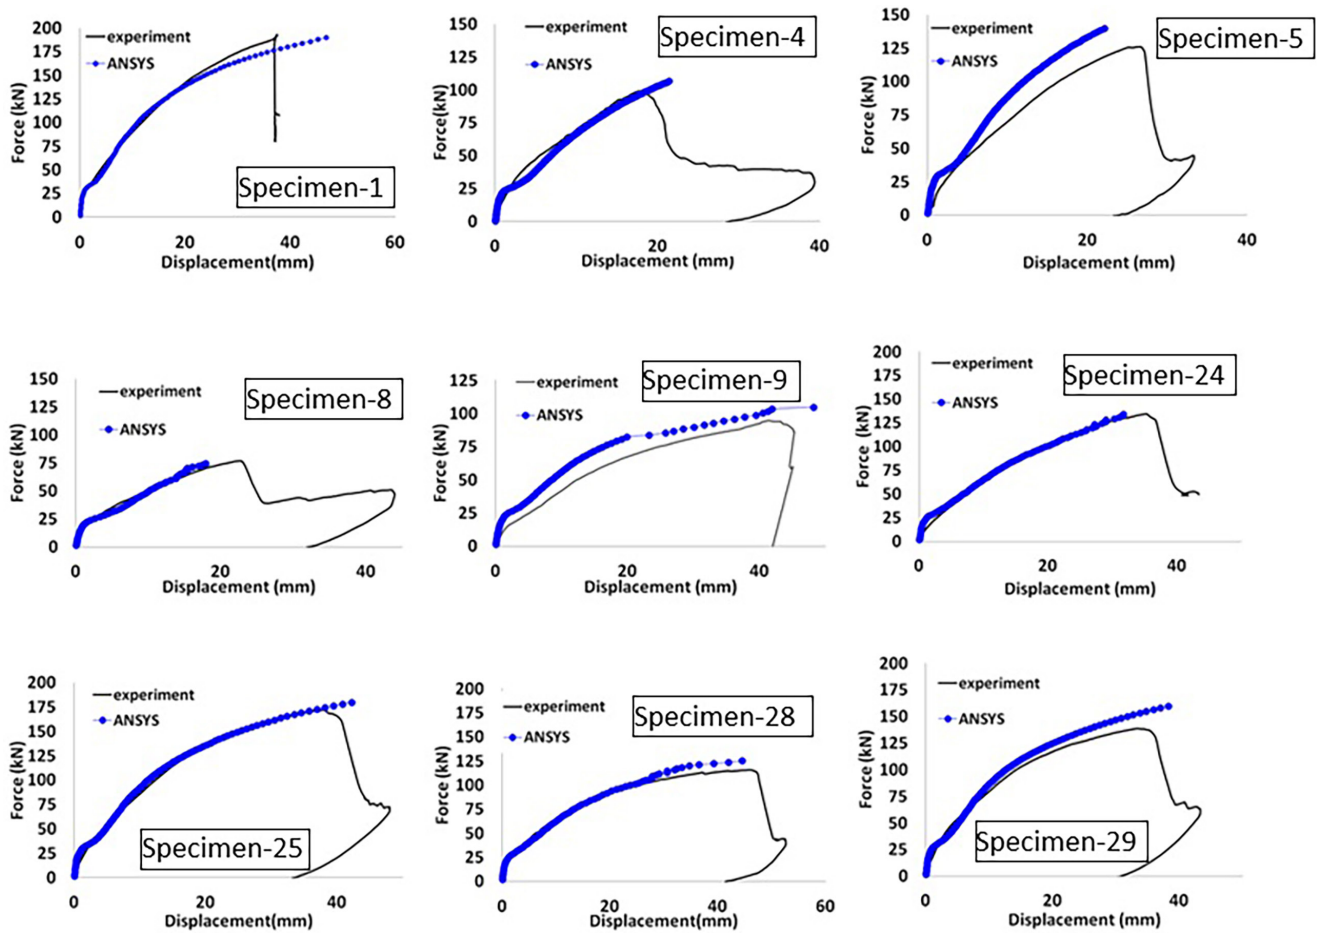 200
175
150
125
100
75
50
25
0
Force (kN)
experiment
ANSYS
Specimen-1
0 20 40 60
Displacement(mm)
150
125
100
75
50
25
0
Force(kN)
experiment
ANSYS
Specimen-4
0 20 40
Displacement (mm)
150
125
100
75
50
25
0
Force (kN)
experiment
ANSYS
Specimen-5
0 20 40
Displacement (mm)
150
125
100
75
50
25
0
Force (kN)
experiment
ANSYS
Specimen-8
0 20 40
Displacement (mm)
125
100
75
50
25
0
Force (kN)
experiment
ANSYS
Specimen-9
0 20 40
Displacement (mm)
200
175
150
125
100
75
50
25
0
Force (kN)
experiment
ANSYS
Specimen-24
0 20 40
Displacement (mm)
200
175
150
125
100
75
50
25
0
Force (kN)
experiment
ANSYS
Specimen-25
0 20 40
Displacement(mm)
200
175
150
125
100
75
50
25
0
Force (kN)
experiment
ANSYS
Specimen-28
0 20 40 60
Displacement (mm)
200
175
150
125
100
75
50
25
0
Force (kN)
experiment
ANSYS
Specimen-29
0 20 40
Displacement (mm)